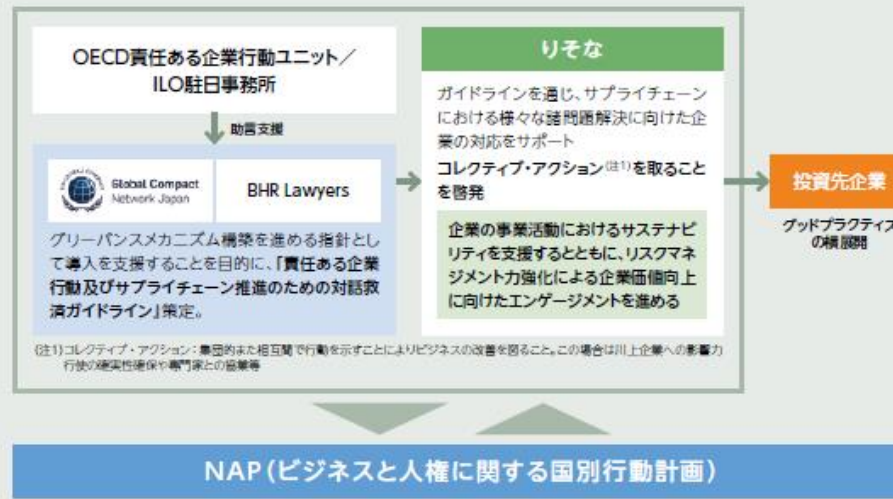 OECD責任ある企業行動ユニット／
ILO駐日事務所
助言支援
Global Compact
Network Japan
BHR Lawyers
グリーバンスメカニズム構築を進める指針とし
て導入を支援することを目的に、「責任ある企業
行動及びサプライチェーン推進のための対話救
済ガイドライン」策定。
りそな
ガイドラインを通じ、サプライチェーン
における様々な諸問題解決に向けた企
業の対応をサポート
コレクティブ・アクション(注1)を取ること
を啓発
企業の事業活動におけるサステナビ
リティを支援するとともに、リスクマネ
ジメント力強化による企業価値向上
に向けたエンゲージメントを進める
投資先企業
グッドプラクティス
の横展開
(注1)コレクティブ・アクション：集団的また相互間で行動を示すことによりビジネスの改善を図ること。この場合は川上企業への影響力
行使の確実性確保や専門家との協業等
NAP（ビジネスと人権に関する国別行動計画）